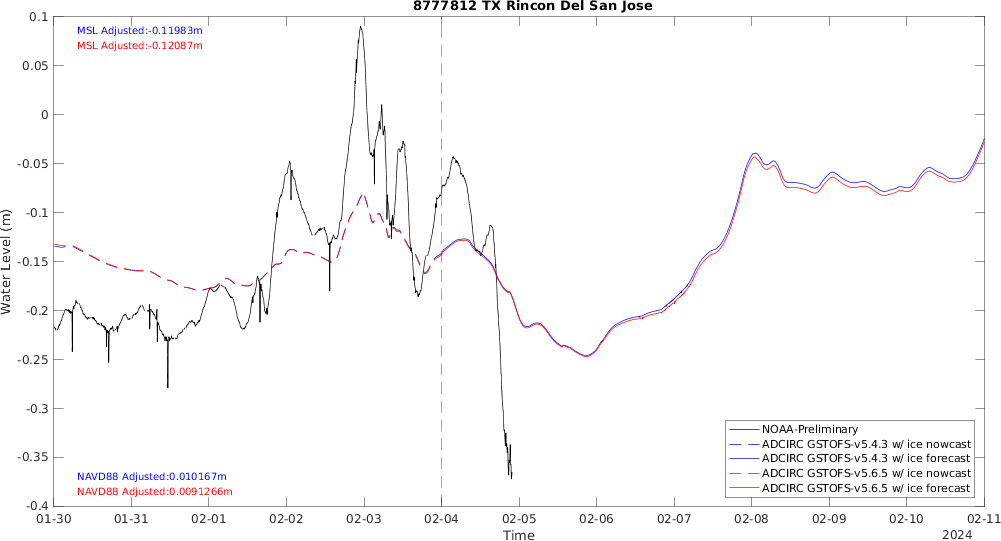 8777812 TX Rincon Del San Jose
MSL Adjusted:-0.11983m
MSL Adjusted:-0.12087m
0.1
0.05
0
-0.05
-0.1
-0.15
-0.2
-0.25
-0.3
-0.35
-0.4
Water Level (m)
NOAA-Preliminary
ADCIRC GSTOFS-v5.4.3 w/ ice nowcast
ADCIRC GSTOFS-v5.4.3 w/ ice forecast
ADCIRC GSTOFS-v5.6.5 w/ ice nowcast
ADCIRC GSTOFS-v5.6.5 w/ ice forecast
NAVD88 Adjusted:0.010167m
NAVD88 Adjusted:0.0091266m
01-30 01-31 02-01 02-02 02-03 02-04 02-05 02-06 02-07 02-08 02-09 02-10 02-11
Time
2024